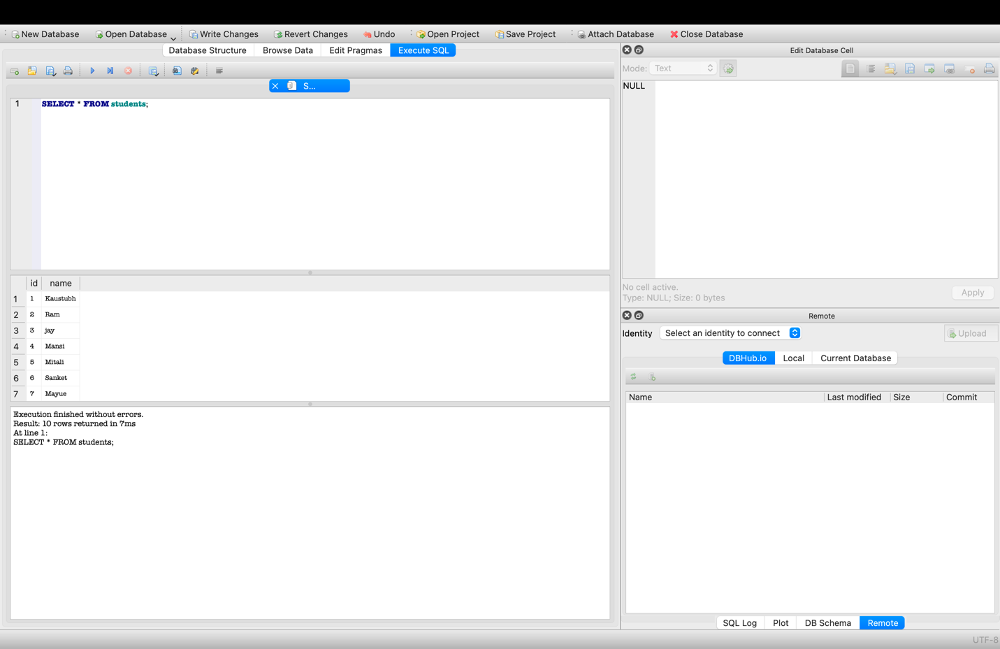 New Database Open Database Write Changes Revert Changes Undo Open Project Save Project Attach Database Close Database
Database Structure Browse Data Edit Pragmas Execute SQL
S...
1 SELECT * FROM students;
id name
1 1 Kaustubh
2 2 Ram
3 3 jay
4 4 Mansi
5 5 Mitali
6 6 Sanket
7 7 Mayue
Execution finished without errors.
Result: 10 rows returned in 7ms
At line 1:
SELECT * FROM students;
Edit Database Cell
Mode: Text
NULL
No cell active.
Type: NULL; Size: 0 bytes
Apply
Remote
Identity Select an identity to connect Upload
DBHub.io Local Current Database
Name Last modified Size Commit
SQL Log Plot DB Schema Remote
UTF-8